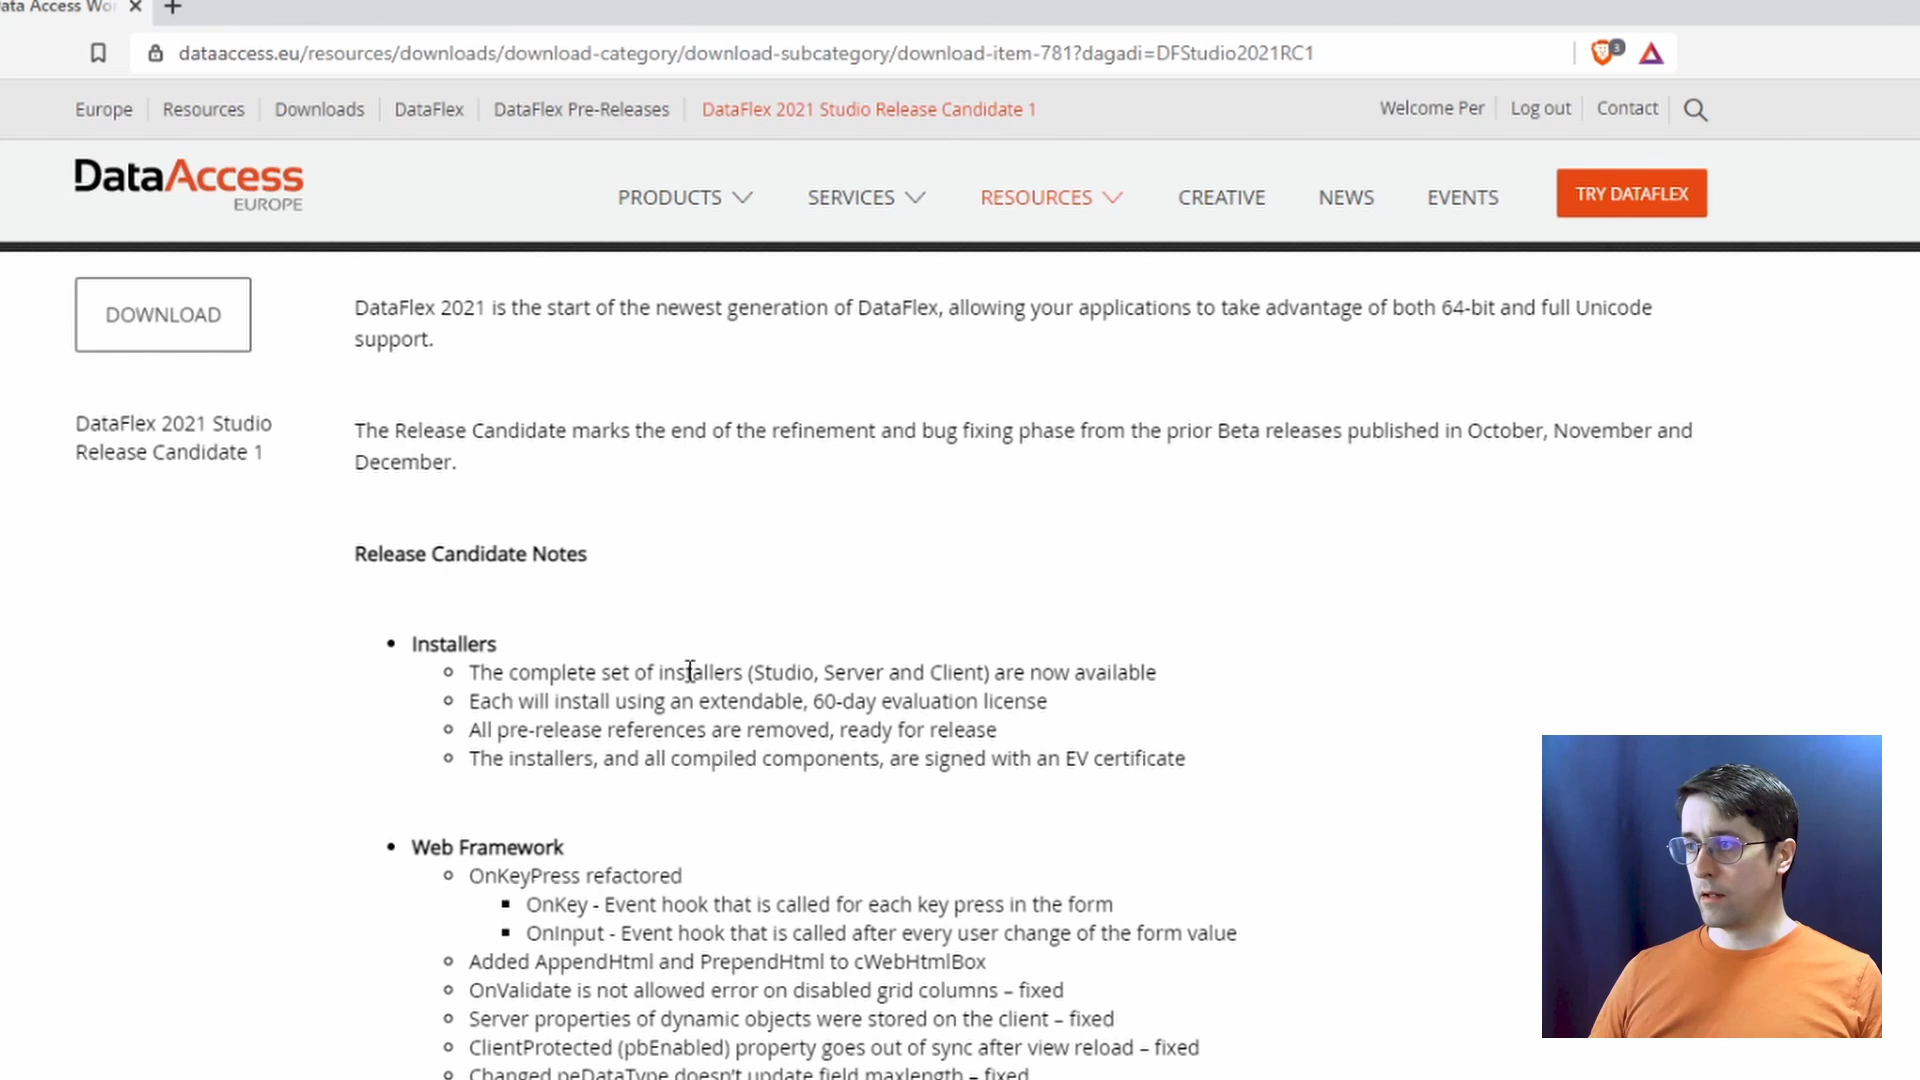 ata Access Wo
dataaccess.eu/resources/downloads/download-category/download-subcategory/download-item-781?dagadi=DFStudio2021RC1
3
Europe Resources Downloads DataFlex DataFlex Pre-Releases DataFlex 2021 Studio Release Candidate 1 Welcome Per Log out Contact
DataAccess
EUROPE
PRODUCTS SERVICES RESOURCES CREATIVE NEWS EVENTS TRY DATAFLEX
DOWNLOAD
DataFlex 2021 Studio
Release Candidate 1
DataFlex 2021 is the start of the newest generation of DataFlex, allowing your applications to take advantage of both 64-bit and full Unicode
support.
The Release Candidate marks the end of the refinement and bug fixing phase from the prior Beta releases published in October, November and
December.
Release Candidate Notes
Installers
The complete set of installers (Studio, Server and Client) are now available
Each will install using an extendable, 60-day evaluation license
All pre-release references are removed, ready for release
The installers, and all compiled components, are signed with an EV certificate
Web Framework
OnKeyPress refactored
OnKey - Event hook that is called for each key press in the form
OnInput - Event hook that is called after every user change of the form value
Added AppendHtml and PrependHtml to cWebHtmlBox
OnValidate is not allowed error on disabled grid columns – fixed
Server properties of dynamic objects were stored on the client – fixed
ClientProtected (pbEnabled) property goes out of sync after view reload – fixed
Changed peDataType doesn't update field maxlength – fixed